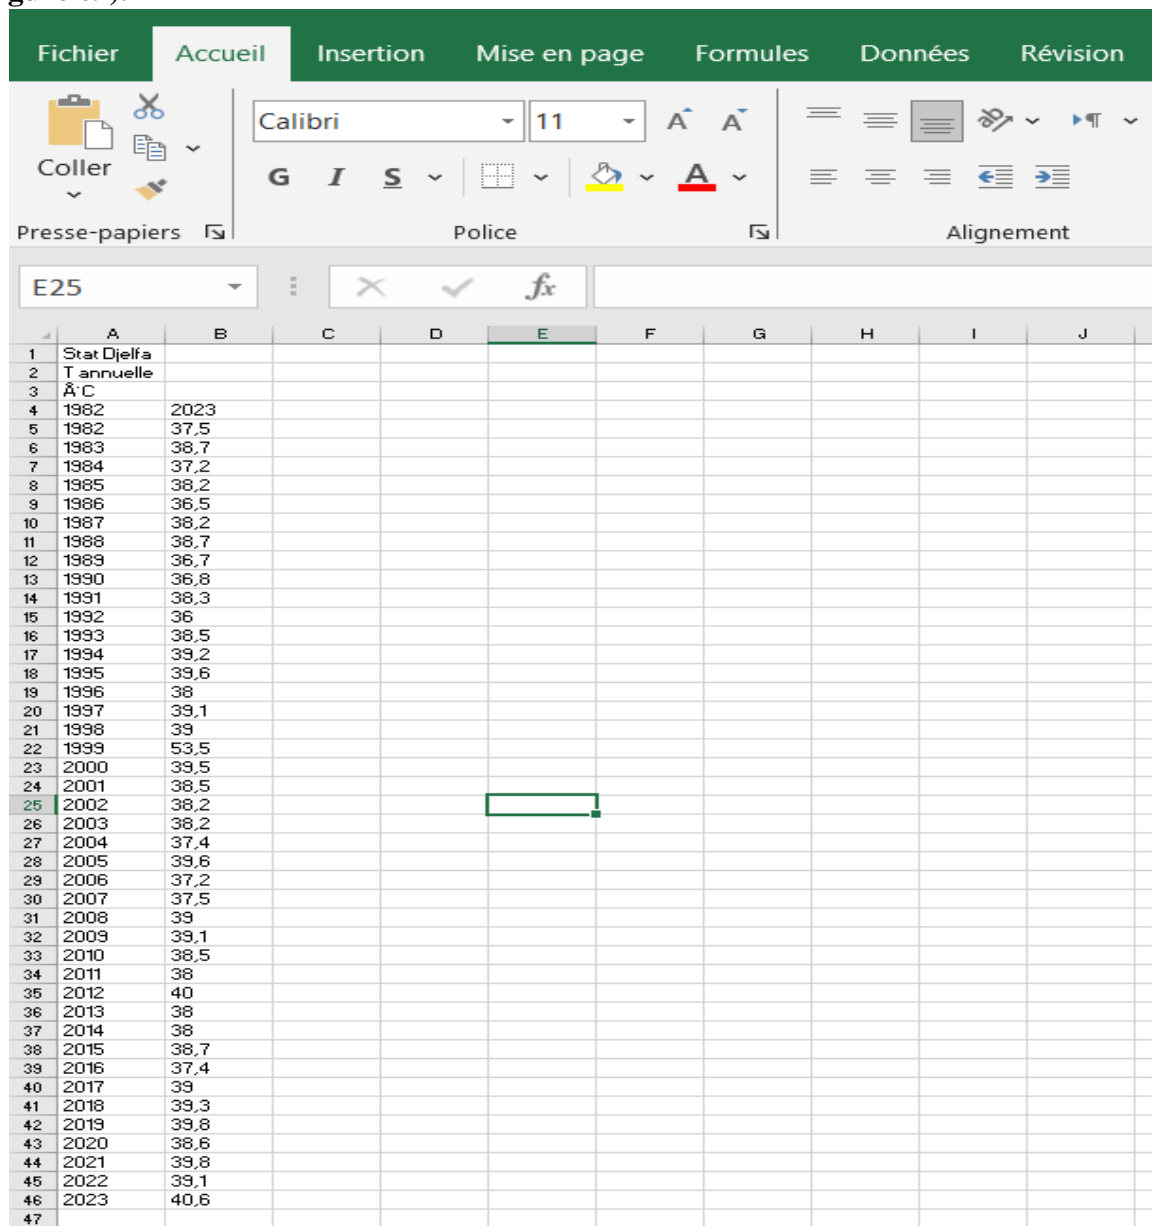 Fichier Accueil Insertion Mise en page Formules Données Révision
Calibri 11 A A
Coller
G I S A
Presse-papiers Police Alignement
E25 fx
A B C D E F G H I J
1 Stat Djelfa
2 T annuelle
3 Â°C
4 1982 2023
5 1982 37,5
6 1983 38,7
7 1984 37,2
8 1985 38,2
9 1986 36,5
10 1987 38,2
11 1988 38,7
12 1989 36,7
13 1990 36,8
14 1991 38,3
15 1992 36
16 1993 38,5
17 1994 39,2
18 1995 39,6
19 1996 38
20 1997 39,1
21 1998 39
22 1999 53,5
23 2000 39,5
24 2001 38,5
25 2002 38,2
26 2003 38,2
27 2004 37,4
28 2005 39,6
29 2006 37,2
30 2007 37,5
31 2008 39
32 2009 39,1
33 2010 38,5
34 2011 38
35 2012 40
36 2013 38
37 2014 38
38 2015 38,7
39 2016 37,4
40 2017 39
41 2018 39,3
42 2019 39,8
43 2020 38,6
44 2021 39,8
45 2022 39,1
46 2023 40,6
47